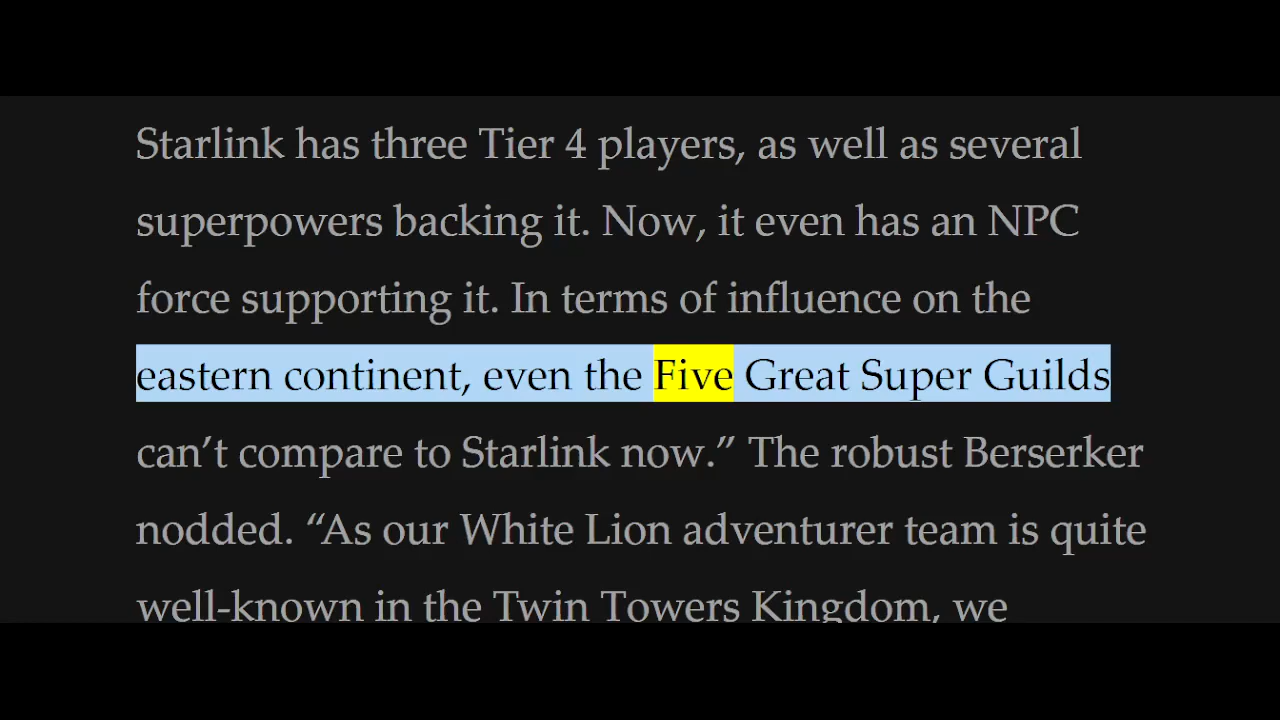 Starlink has three Tier 4 players, as well as several
superpowers backing it. Now, it even has an NPC
force supporting it. In terms of influence on the
eastern continent, even the Five Great Super Guilds
can’t compare to Starlink now.” The robust Berserker
nodded. “As our White Lion adventurer team is quite
well-known in the Twin Towers Kingdom, we